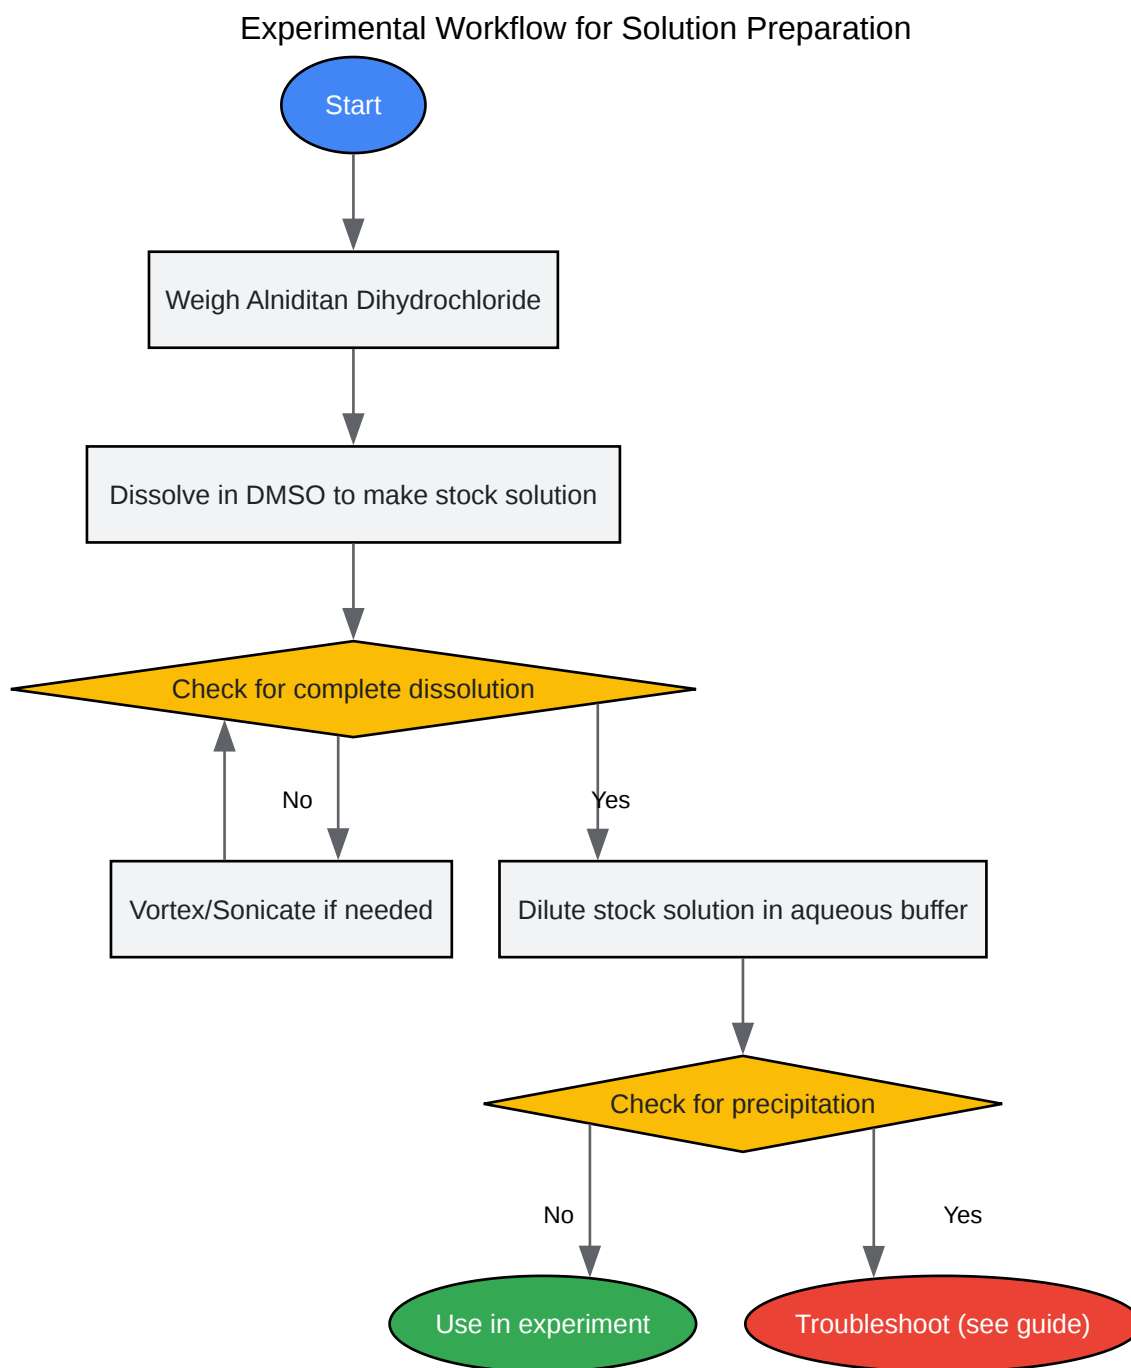 Experimental Workflow for Solution Preparation
Start
Weigh Alniditan Dihydrochloride
Dissolve in DMSO to make stock solution
Check for complete dissolution
No
Yes
Vortex/Sonicate if needed
Dilute stock solution in aqueous buffer
Check for precipitation
No
Yes
Use in experiment
Troubleshoot (see guide)